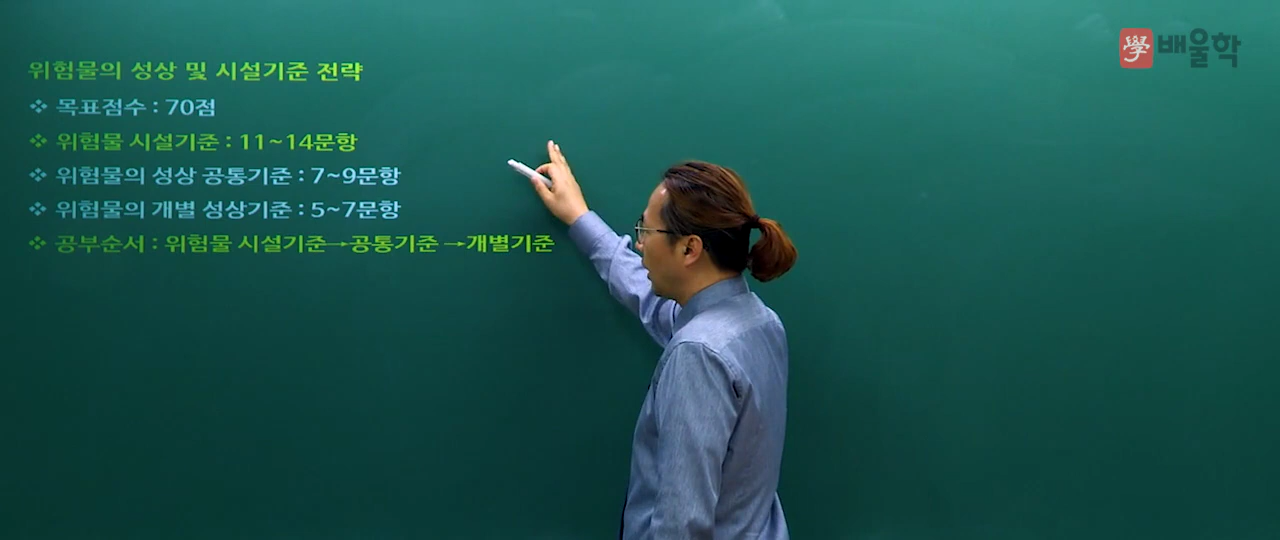 學 배울학
위험물의 성상 및 시설기준 전략
❖ 목표점수 : 70점
❖ 위험물 시설기준 : 11~14문항
❖ 위험물의 성상 공통기준 : 7~9문항
❖ 위험물의 개별 성상기준 : 5~7문항
❖ 공부순서 : 위험물 시설기준→공통기준 →개별기준